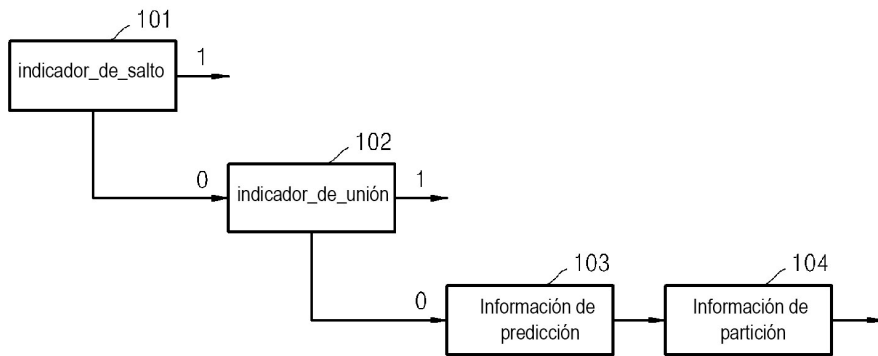 101
indicador_de_salto
1
102
0
indicador_de_unión
1
103
104
0
Información de
predicción
Información de
partición